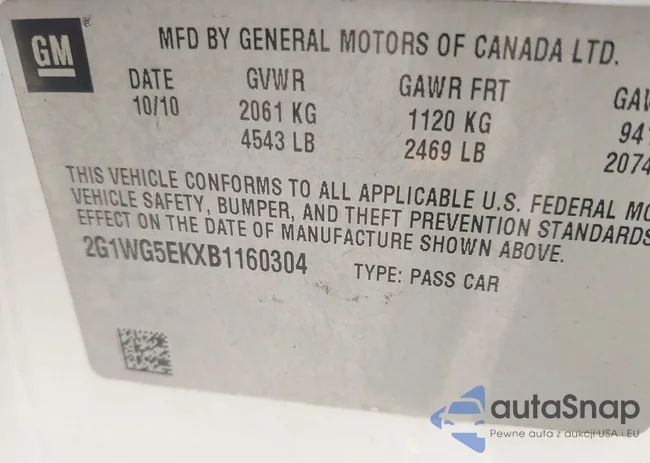 GM
MFD BY GENERAL MOTORS OF CANADA LTD.
DATE GVWR GAWR FRT
10/10 2061 KG 1120 KG
4543 LB 2469 LB
THIS VEHICLE CONFORMS TO ALL APPLICABLE U.S. FEDERAL
VEHICLE SAFETY, BUMPER, AND THEFT PREVENTION STANDARDS
EFFECT ON THE DATE OF MANUFACTURE SHOWN ABOVE.
2G1WG5EKXB1160304 TYPE: PASS CAR
autaSnap
Pewne auta z aukcji USA i EU